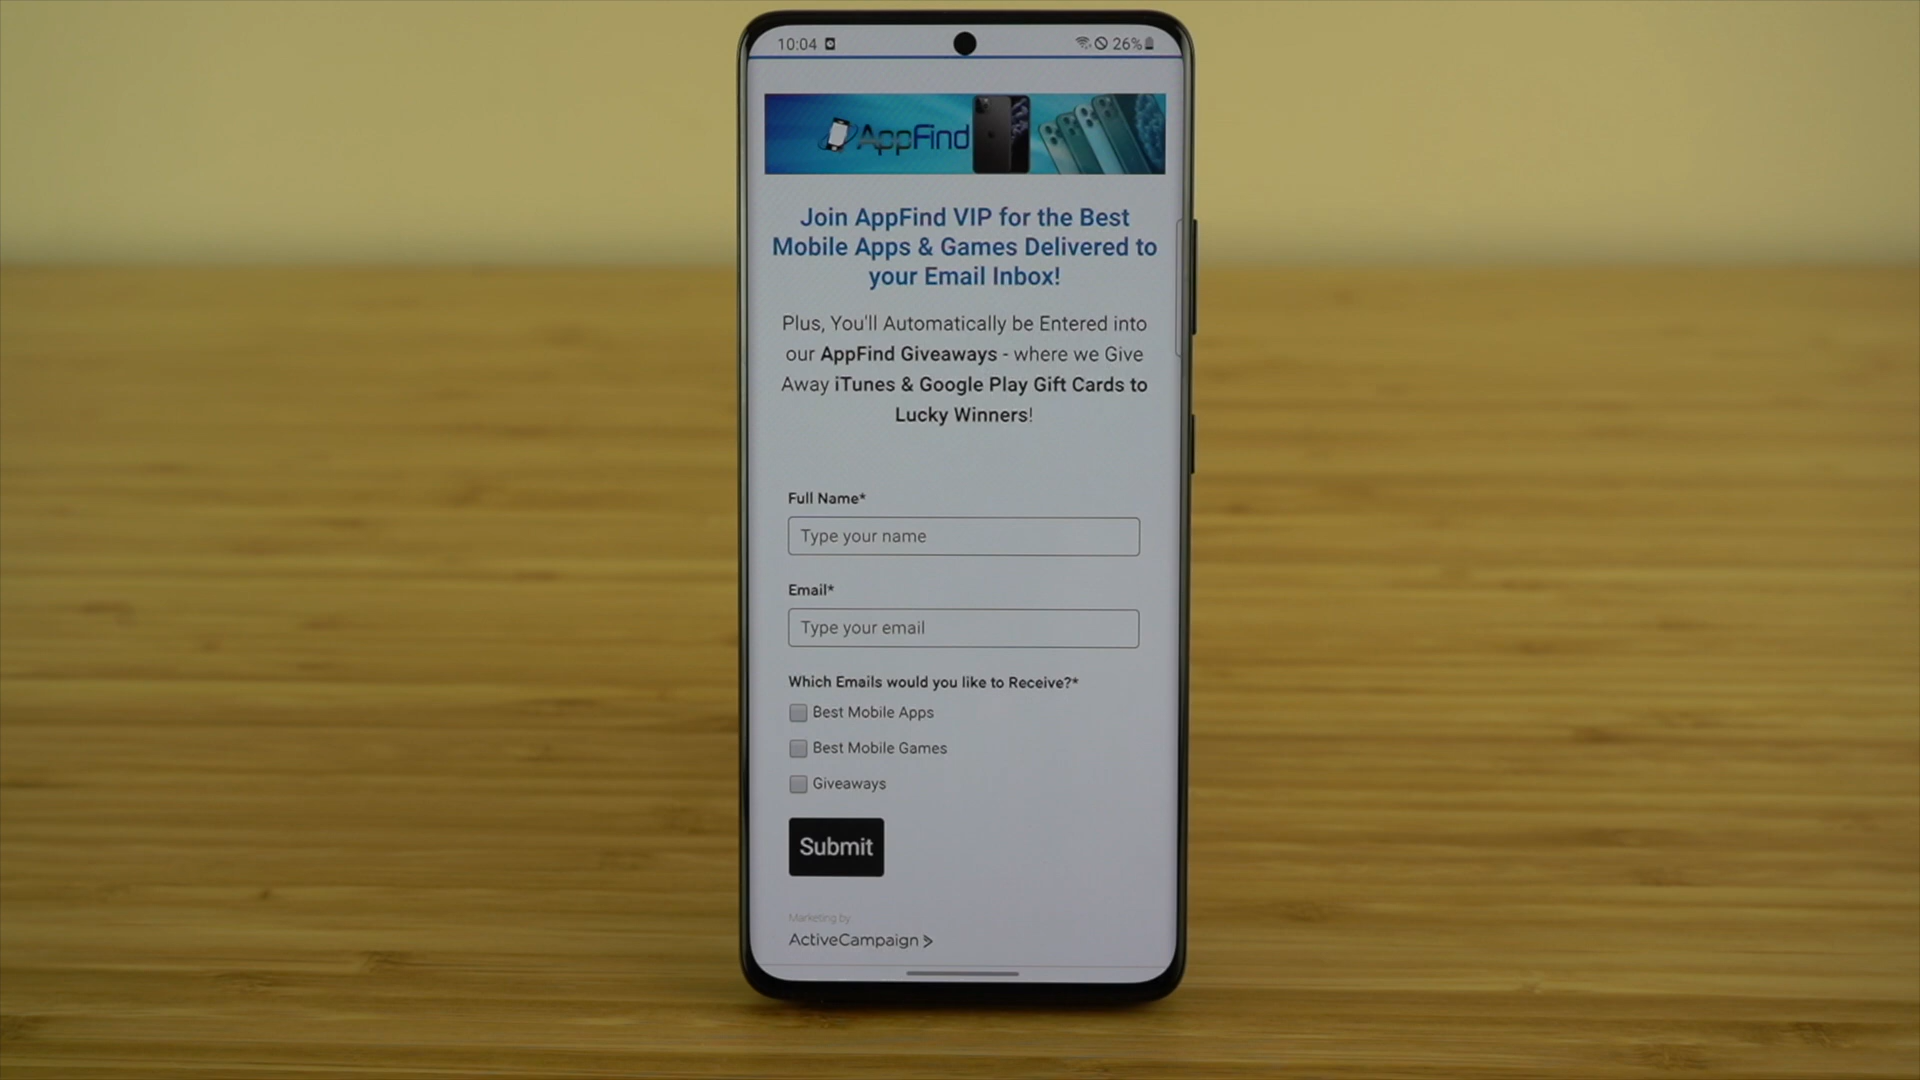 10:04 26%
AppFind
Join AppFind VIP for the Best
Mobile Apps & Games Delivered to
your Email Inbox!
Plus, You'll Automatically be Entered into
our AppFind Giveaways - where we Give
Away iTunes & Google Play Gift Cards to
Lucky Winners!
Full Name*
Type your name
Email*
Type your email
Which Emails would you like to Receive?*
Best Mobile Apps
Best Mobile Games
Giveaways
Submit
Marketing by
ActiveCampaign >